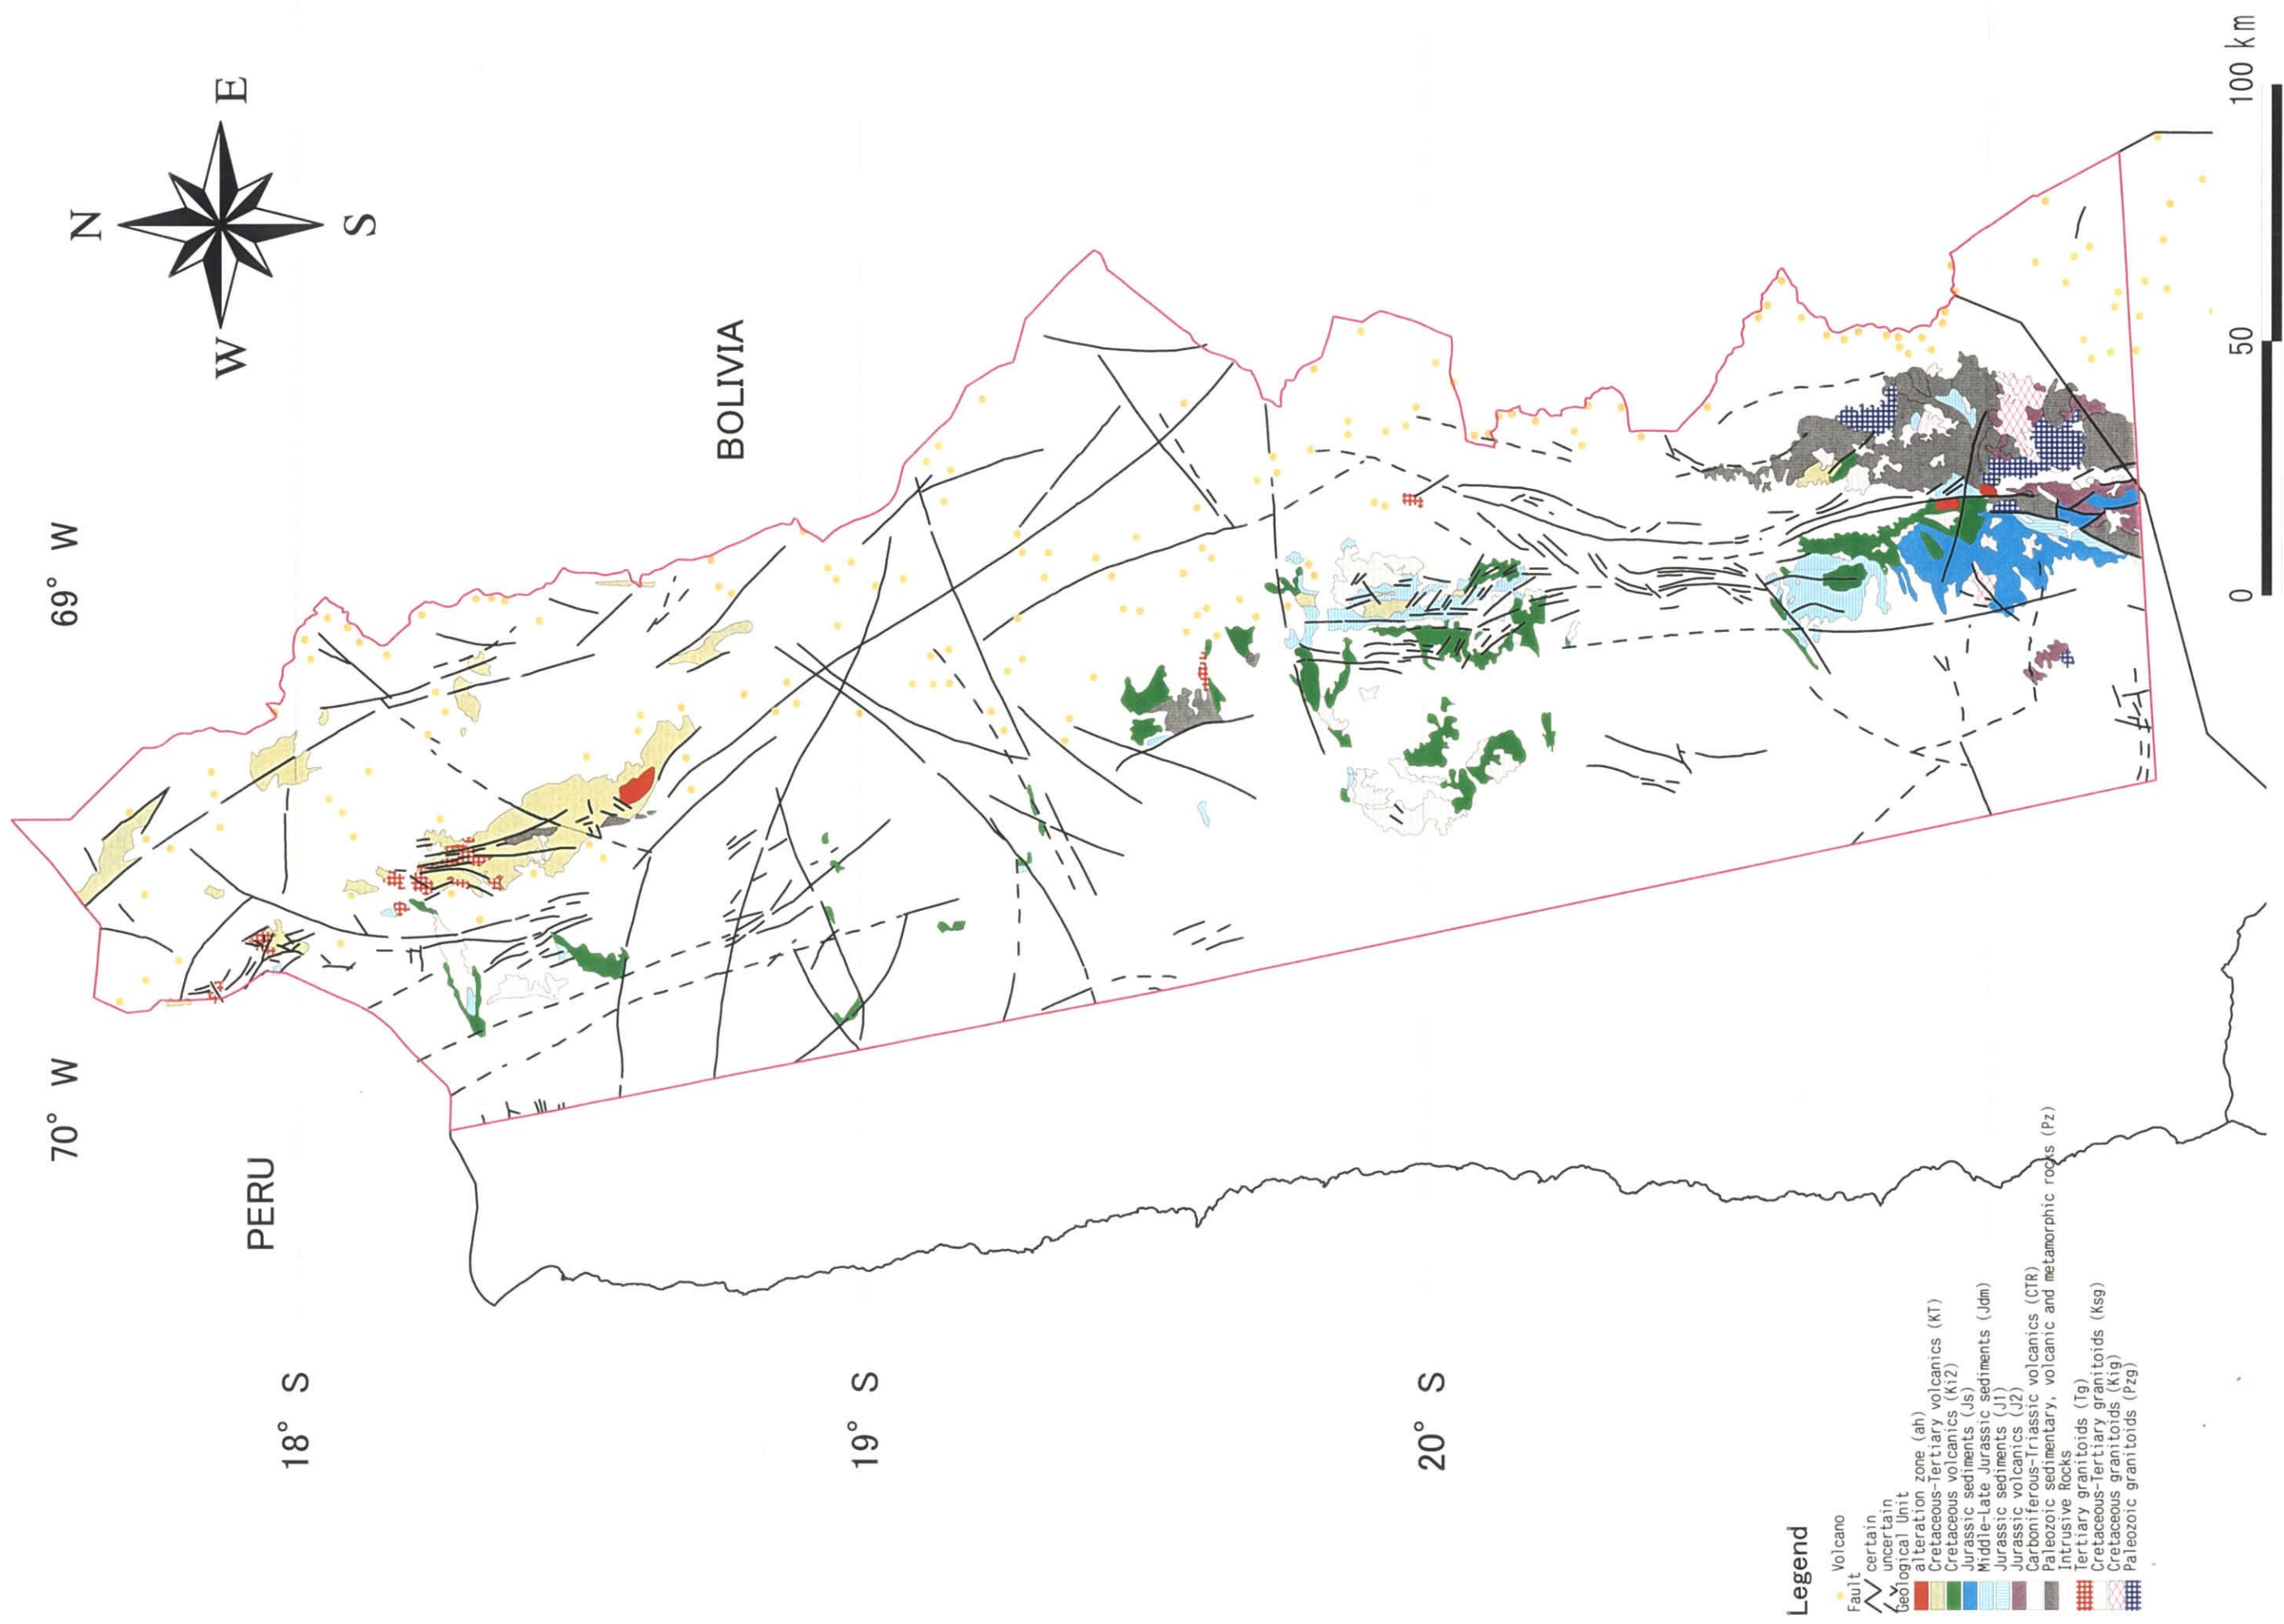 N
W
E
S
70° W
69° W
PERU
BOLIVIA
18° S
19° S
20° S
Legend
Volcano
Fault
certain
uncertain
Geological Unit
alteration zone (ah)
Cretaceous-Tertiary volcanics (KT)
Cretaceous volcanics (Ki2)
Jurassic sediments (Js)
Middle-Late Jurassic sediments (Jdm)
Jurassic sediments (J1)
Jurassic volcanics (J2)
Carboniferous-Triassic volcanics (CTR)
Paleozoic sedimentary, volcanic and metamorphic rocks (Pz)
Intrusive Rocks
Tertiary granitoids (Tg)
Cretaceous-Tertiary granitoids (Ksg)
Cretaceous granitoids (Kig)
Paleozoic granitoids (Pzg)
0
50
100 km